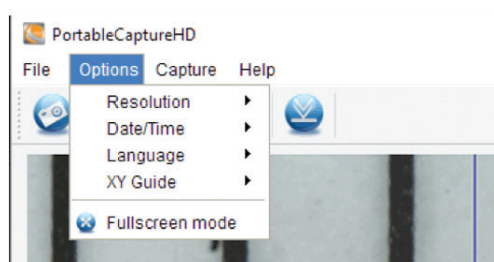 PortableCaptureHD
File Options Capture Help
Resolution
Date/Time
Language
XY Guide
Fullscreen mode